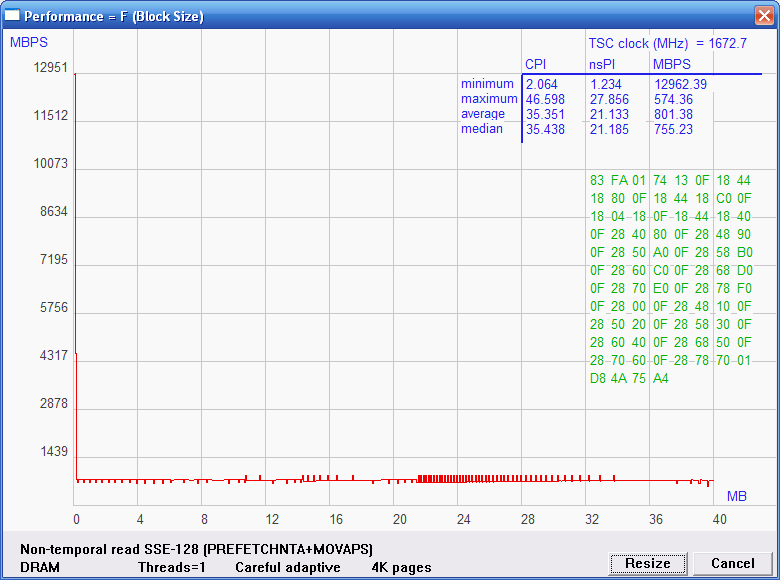 Performance = F (Block Size)
MBPS
TSC clock (MHz) = 1672.7
CPI nsPI MBPS
minimum 2.064 1.234 12962.39
maximum 46.598 27.856 574.36
average 35.351 21.133 801.38
median 35.438 21.185 755.23
12951
11512
10073
8634
7195
5756
4317
2878
1439
83 FA 01 74 13 0F 18 44
18 80 0F 18 44 18 C0 0F
18 04 18 0F 18 44 18 40
0F 28 40 80 0F 28 48 90
0F 28 50 A0 0F 28 58 B0
0F 28 60 C0 0F 28 68 D0
0F 28 70 E0 0F 28 78 F0
0F 28 00 0F 28 48 10 0F
28 50 20 0F 28 58 30 0F
28 60 40 0F 28 68 50 0F
28 70 60 0F 28 78 70 01
D8 4A 75 A4
MB
0 4 8 12 16 20 24 28 32 36 40
Non-temporal read SSE-128 (PREFETCHNTA+MOVAPS)
DRAM Threads=1 Careful adaptive 4K pages
Resize Cancel